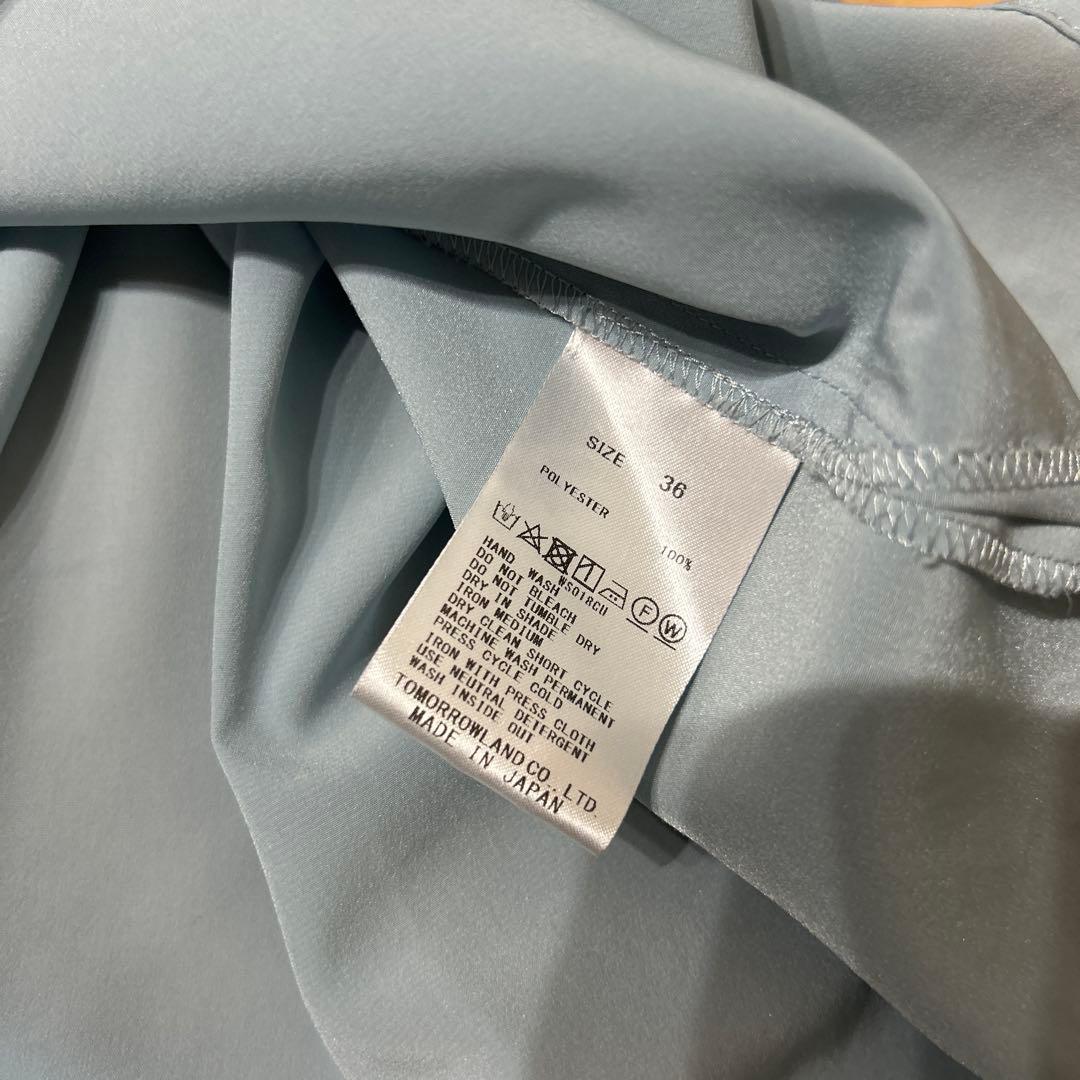 SIZE 36
POLYESTER 100%
WS01RCU
HAND WASH
DO NOT BLEACH
DO NOT TUMBLE DRY
DRY IN SHADE
IRON MEDIUM
DRY CLEAN SHORT CYCLE
MACHINE WASH PERMANENT
PRESS CYCLE COLD
IRON WITH PRESS CLOTH
USE NEUTRAL DETERGENT
WASH INSIDE OUT
TOMORROWLAND CO.,LTD.
MADE IN JAPAN